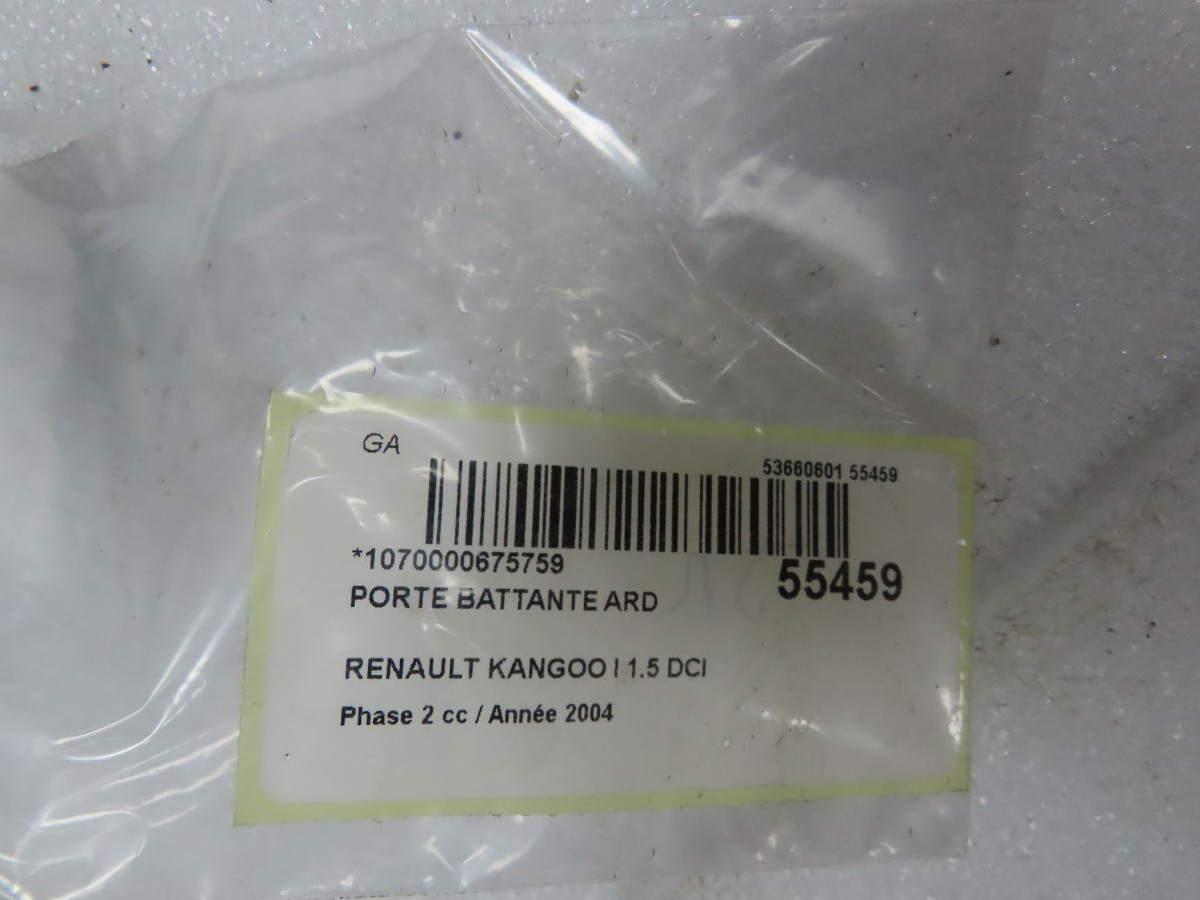 GA
53660601 55459
*1070000675759
55459
PORTE BATTANTE ARD
RENAULT KANGOO I 1.5 DCI
Phase 2 cc / Année 2004